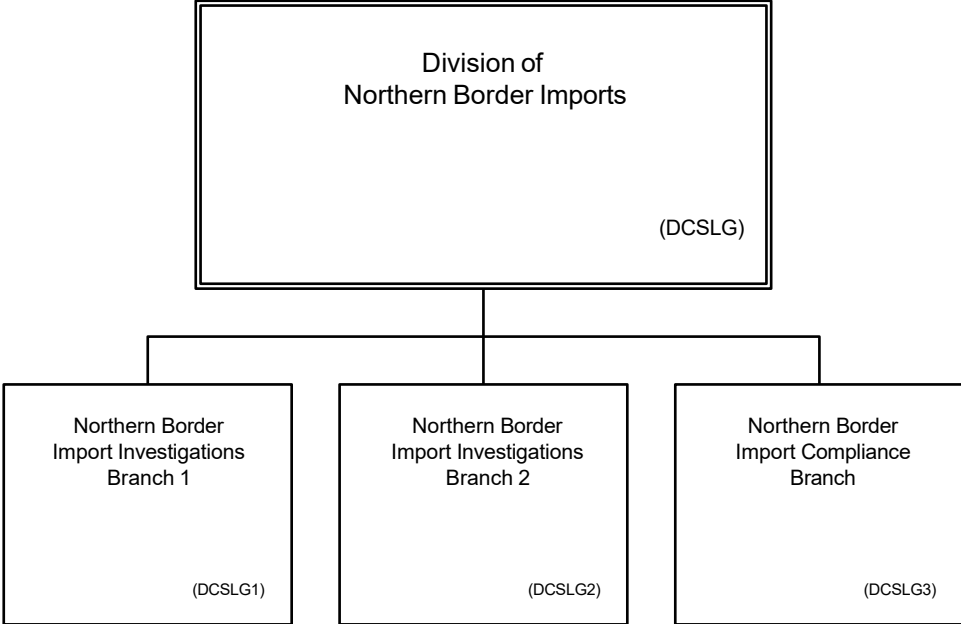 Division of
Northern Border Imports
(DCSLG)
Northern Border
Import Investigations
Branch 1
(DCSLG1)
Northern Border
Import Investigations
Branch 2
(DCSLG2)
Northern Border
Import Compliance
Branch
(DCSLG3)